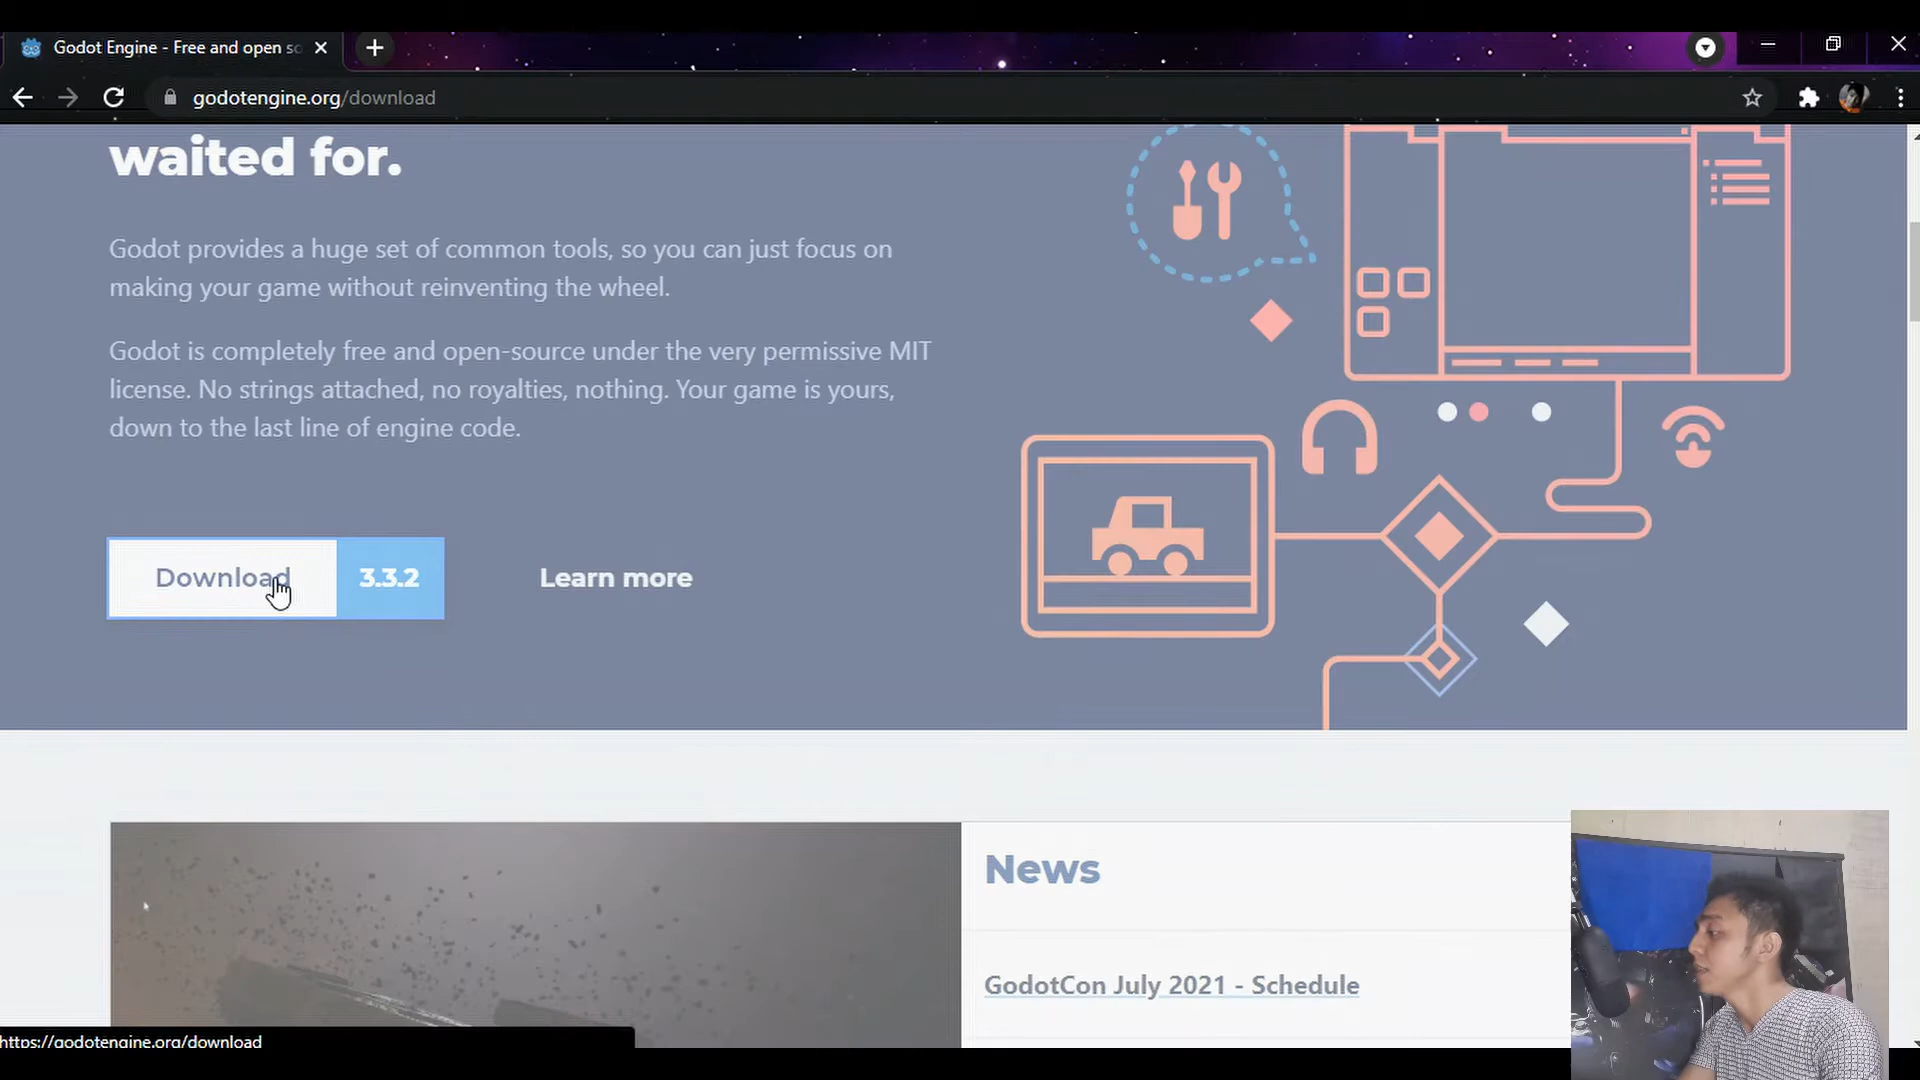 Godot Engine - Free and open so
godotengine.org/download
waited for.
Godot provides a huge set of common tools, so you can just focus on
making your game without reinventing the wheel.
Godot is completely free and open-source under the very permissive MIT
license. No strings attached, no royalties, nothing. Your game is yours,
down to the last line of engine code.
Download 3.3.2 Learn more
News
GodotCon July 2021 - Schedule
https://godotengine.org/download